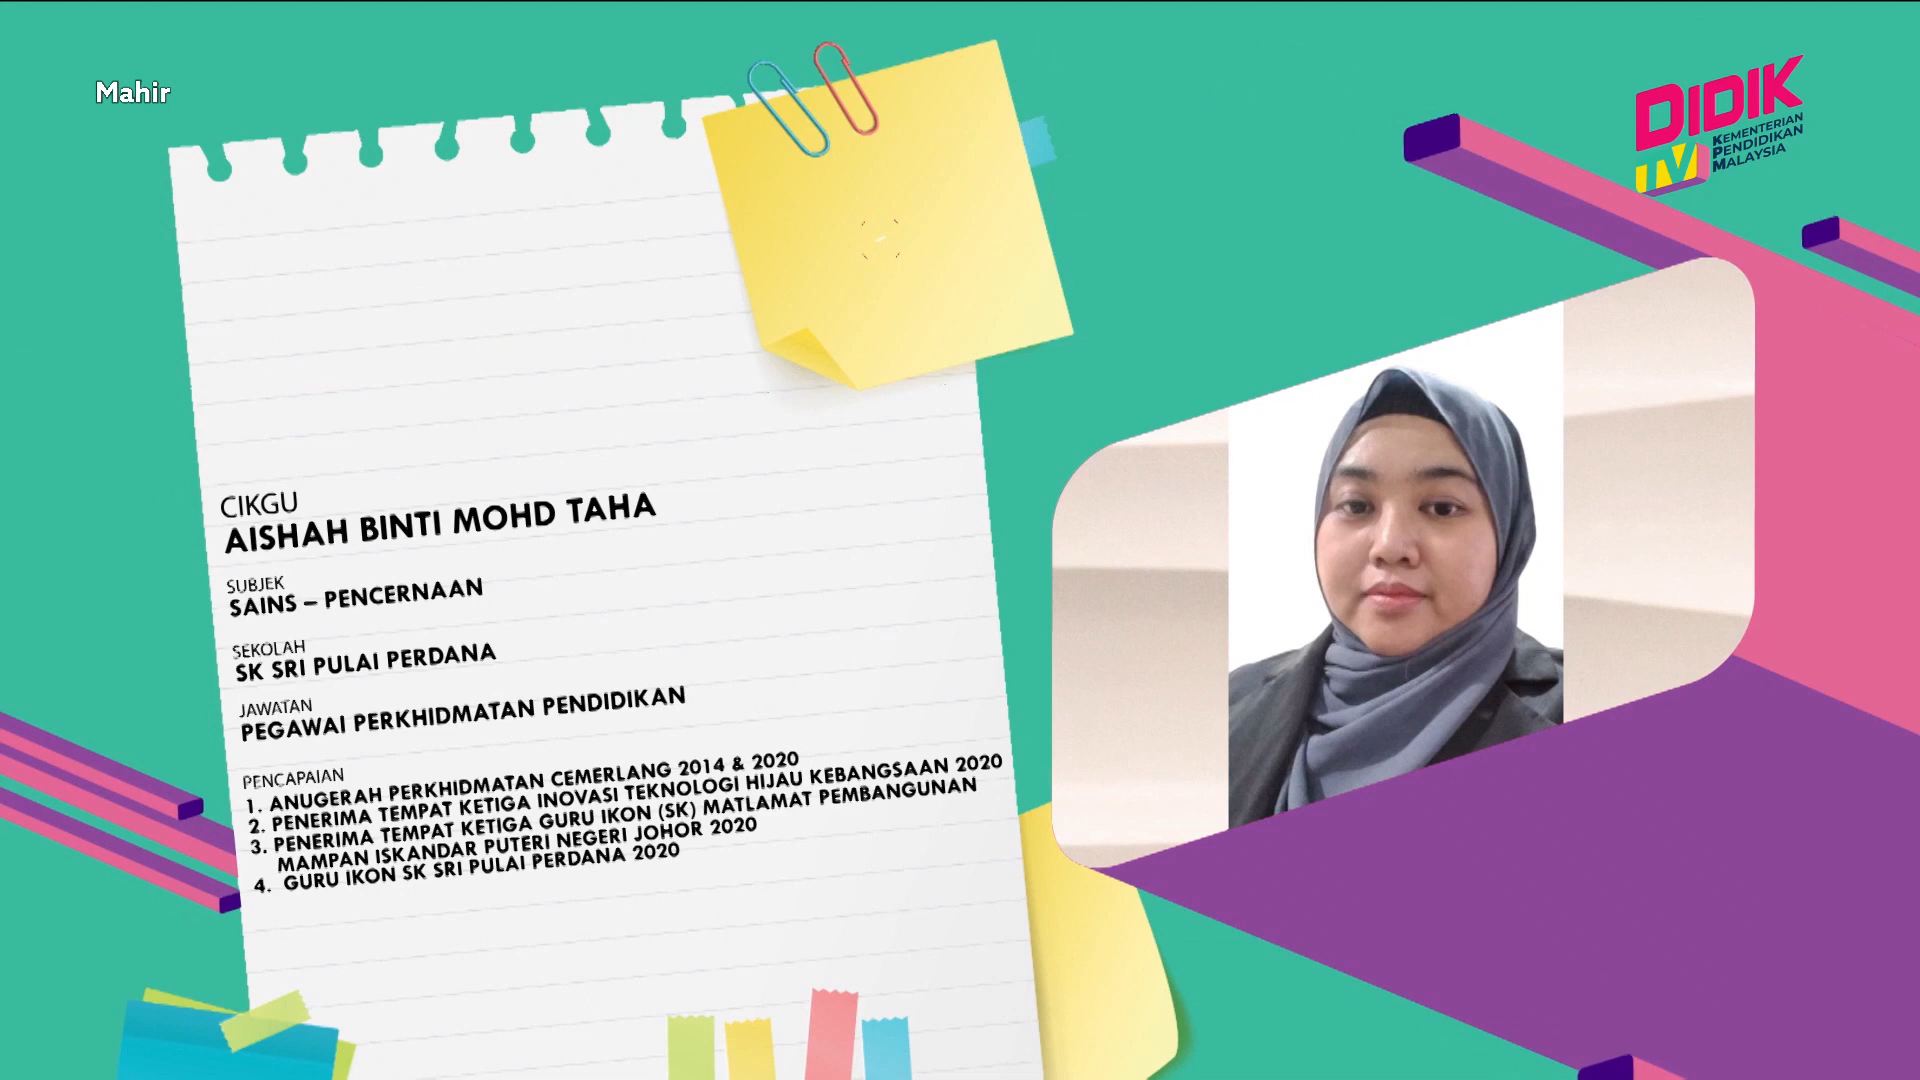 Mahir
DIDIK
TV
KEMENTERIAN
PENDIDIKAN
MALAYSIA
CIKGU
AISHAH BINTI MOHD TAHA
SUBJEK
SAINS – PENCERNAAN
SEKOLAH
SK SRI PULAI PERDANA
JAWATAN
PEGAWAI PERKHIDMATAN PENDIDIKAN
PENCAPAIAN
1. ANUGERAH PERKHIDMATAN CEMERLANG 2014 & 2020
2. PENERIMA TEMPAT KETIGA INOVASI TEKNOLOGI HIJAU KEBANGSAAN 2020
3. PENERIMA TEMPAT KETIGA GURU IKON (SK) MATLAMAT PEMBANGUNAN
MAMPAN ISKANDAR PUTERI NEGERI JOHOR 2020
4. GURU IKON SK SRI PULAI PERDANA 2020